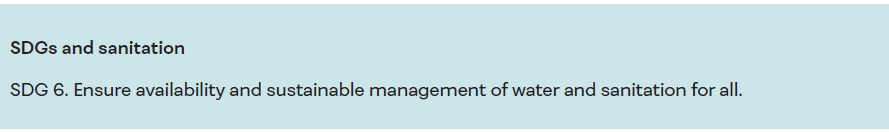 SDGs and sanitation
SDG 6. Ensure availability and sustainable management of water and sanitation for all.